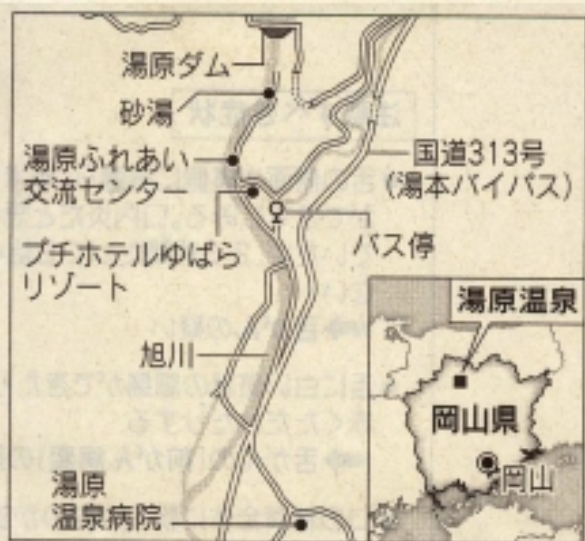 湯原ダム
砂湯
湯原ふれあい
交流センター
プチホテルゆばら
リゾート
国道313号
(湯本バイパス)
バス停
旭川
湯原
温泉病院
湯原温泉
岡山県
岡山